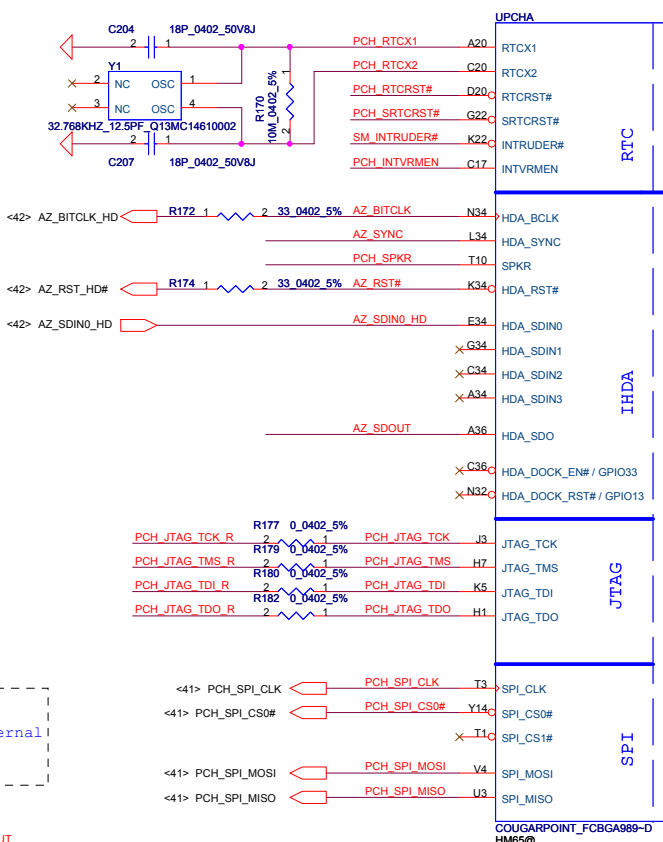 UPCHA
C204 18P_0402_50V8J
2 1
PCH_RTCX1 A20 RTCX1
Y1
PCH_RTCX2 C20 RTCX2
2 NC OSC 1
PCH_RTCRST# D20 RTCRST#
3 NC OSC 4
R170
10M_0402_5%
1
2
PCH_SRTCRST# G22 SRTCRST#
32.768KHZ_12.5PF_Q13MC14610002
SM_INTRUDER# K22 INTRUDER#
2 1
C207 18P_0402_50V8J
PCH_INTVRMEN C17 INTVRMEN
RTC
<42> AZ_BITCLK_HD R172 1 2 33_0402_5% AZ_BITCLK N34 HDA_BCLK
AZ_SYNC L34 HDA_SYNC
PCH_SPKR T10 SPKR
<42> AZ_RST_HD# R174 1 2 33_0402_5% AZ_RST# K34 HDA_RST#
<42> AZ_SDIN0_HD AZ_SDIN0_HD E34 HDA_SDIN0
G34 HDA_SDIN1
C34 HDA_SDIN2
A34 HDA_SDIN3
IHDA
AZ_SDOUT A36 HDA_SDO
C36 HDA_DOCK_EN# / GPIO33
N32 HDA_DOCK_RST# / GPIO13
R177 0_0402_5%
PCH_JTAG_TCK_R 2 1 PCH_JTAG_TCK J3 JTAG_TCK
R179 0_0402_5%
PCH_JTAG_TMS_R 2 1 PCH_JTAG_TMS H7 JTAG_TMS
R180 0_0402_5%
PCH_JTAG_TDI_R 2 1 PCH_JTAG_TDI K5 JTAG_TDI
R182 0_0402_5%
PCH_JTAG_TDO_R 2 1 PCH_JTAG_TDO H1 JTAG_TDO
JTAG
<41> PCH_SPI_CLK PCH_SPI_CLK T3 SPI_CLK
<41> PCH_SPI_CS0# PCH_SPI_CS0# Y14 SPI_CS0#
ernal
T1 SPI_CS1#
SPI
<41> PCH_SPI_MOSI PCH_SPI_MOSI V4 SPI_MOSI
<41> PCH_SPI_MISO PCH_SPI_MISO U3 SPI_MISO
COUGARPOINT_FCBGA989~D
HM65@
UT